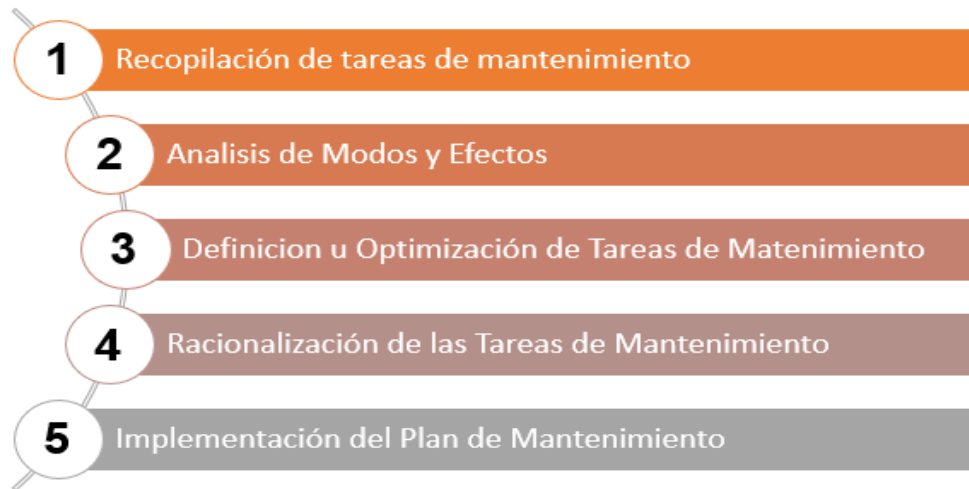 1 Recopilación de tareas de mantenimiento
2 Analisis de Modos y Efectos
3 Definicion u Optimización de Tareas de Matenimiento
4 Racionalización de las Tareas de Mantenimiento
5 Implementación del Plan de Mantenimiento